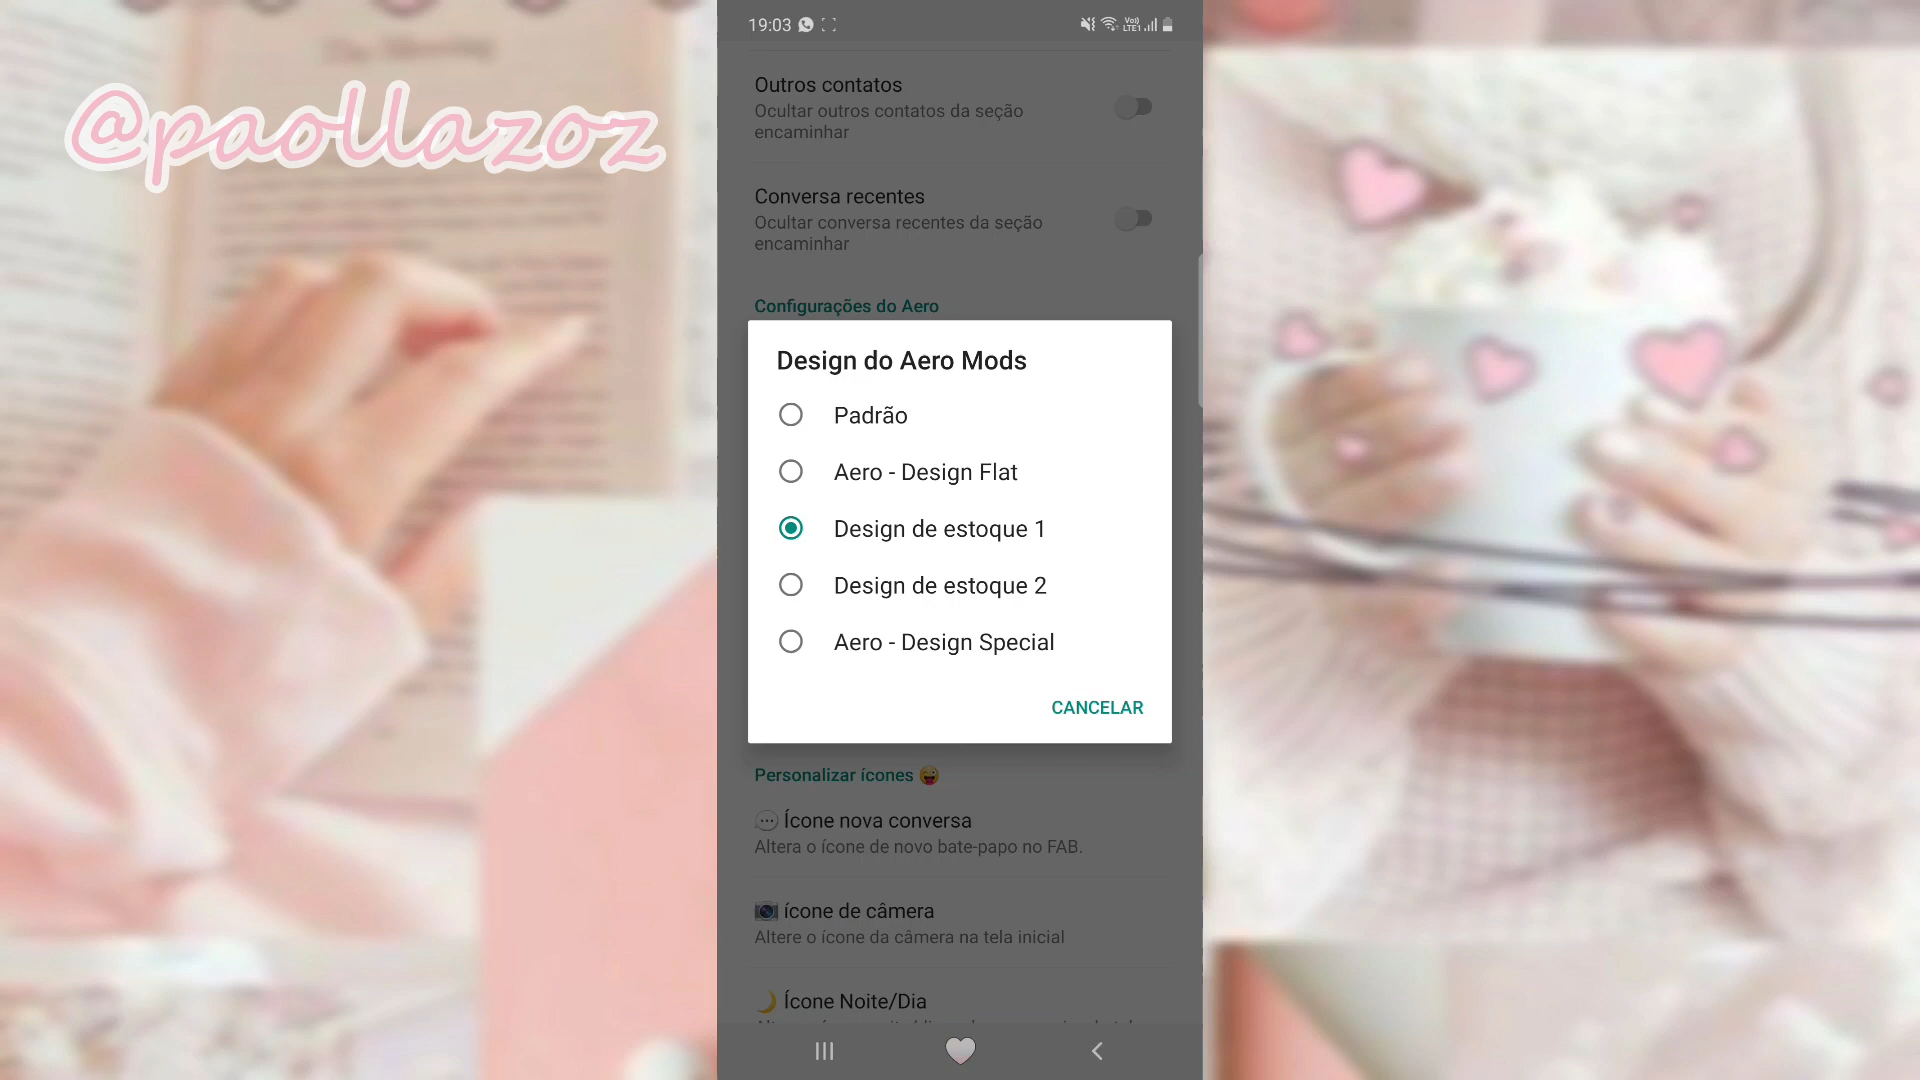 @paollazoz
19:03
Vo))
LTE1
Outros contatos
Ocultar outros contatos da seção
encaminhar
Conversa recentes
Ocultar conversa recentes da seção
encaminhar
Configurações do Aero
Design do Aero Mods
Padrão
Aero - Design Flat
Design de estoque 1
Design de estoque 2
Aero - Design Special
CANCELAR
Personalizar ícones 😜
💬 Ícone nova conversa
Altera o ícone de novo bate-papo no FAB.
📷 ícone de câmera
Altere o ícone da câmera na tela inicial
🌙 Ícone Noite/Dia